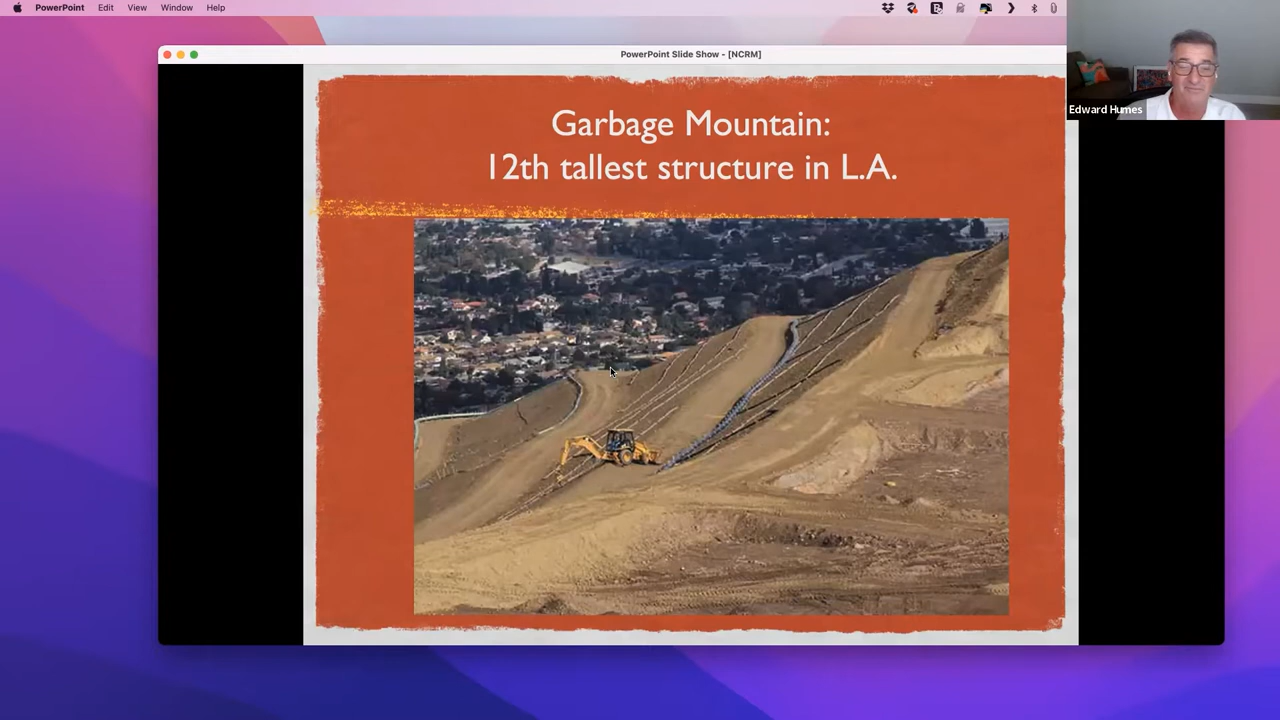 PowerPoint Edit View Window Help
PowerPoint Slide Show - [NCRM]
Edward Humes
Garbage Mountain:
12th tallest structure in L.A.